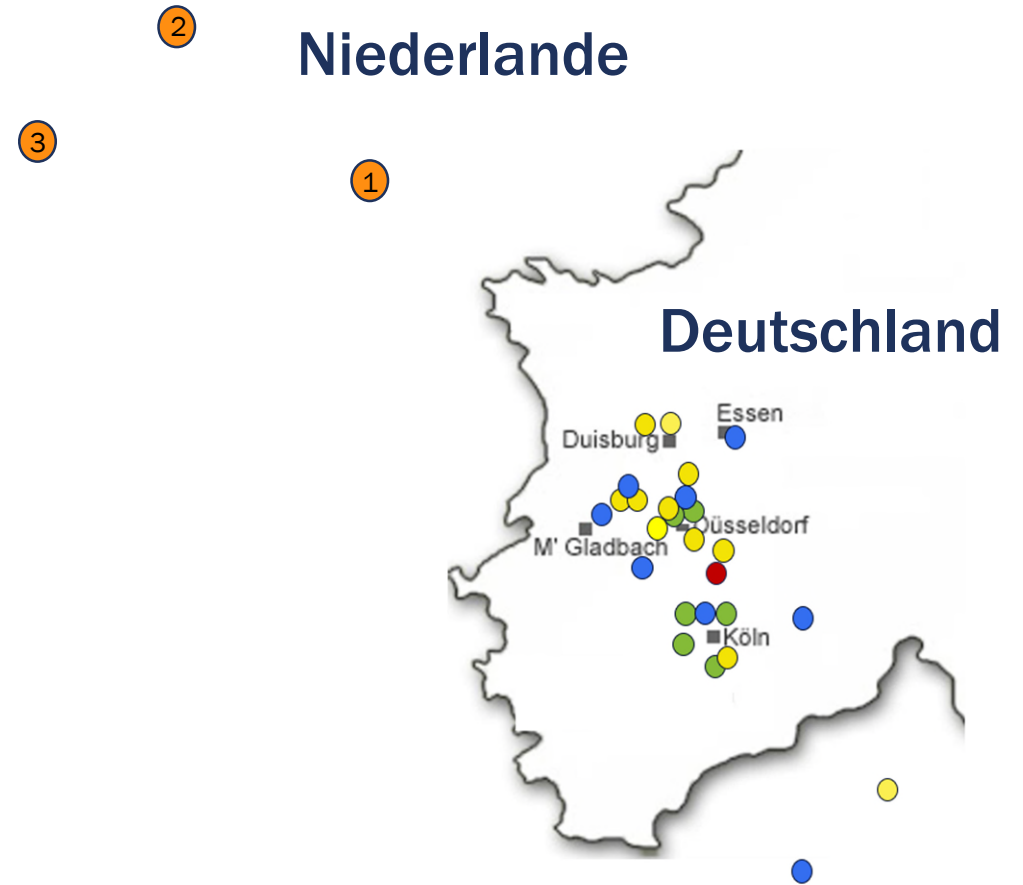 2
Niederlande
3
1
Deutschland
Essen
Duisburg
Düsseldorf
M' Gladbach
Köln